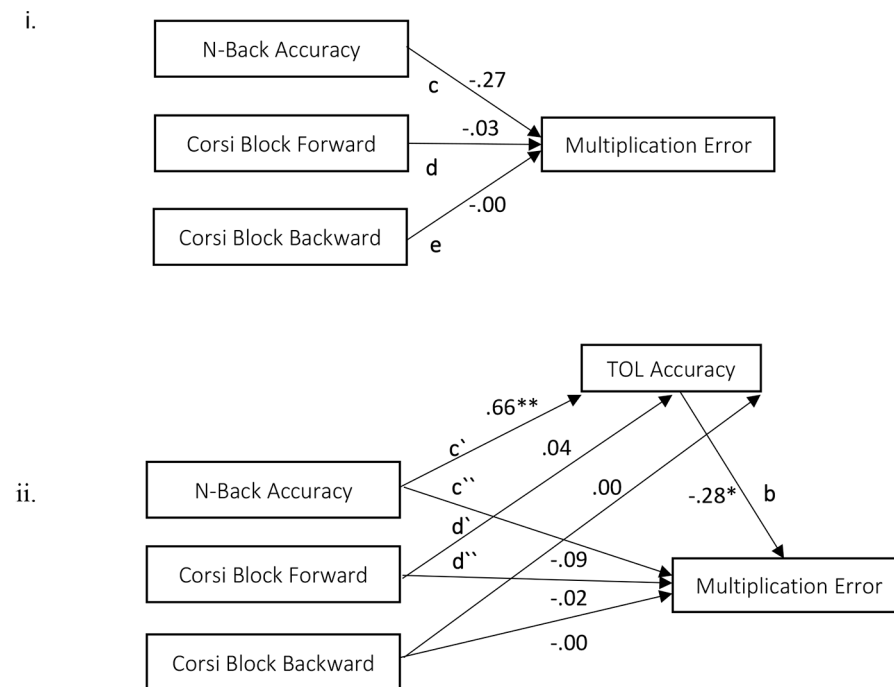 i.
N-Back Accuracy
c
-.27
Corsi Block Forward
-.03
d
Multiplication Error
Corsi Block Backward
-.00
e
TOL Accuracy
.66**
c`
.04
ii.
N-Back Accuracy
c``
.00
-.28*
b
d`
Corsi Block Forward
d``
-.09
Multiplication Error
-.02
Corsi Block Backward
-.00